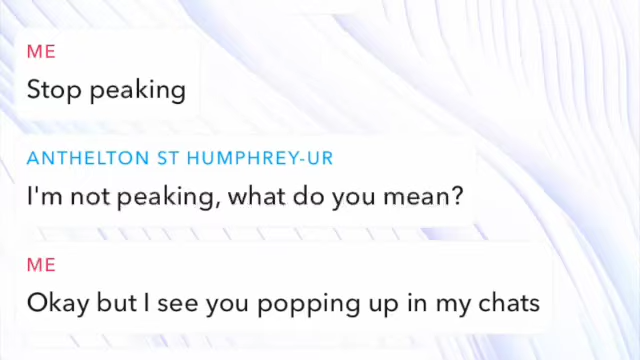 ME
Stop peaking
ANTHELTON ST HUMPHREY-UR
I'm not peaking, what do you mean?
ME
Okay but I see you popping up in my chats